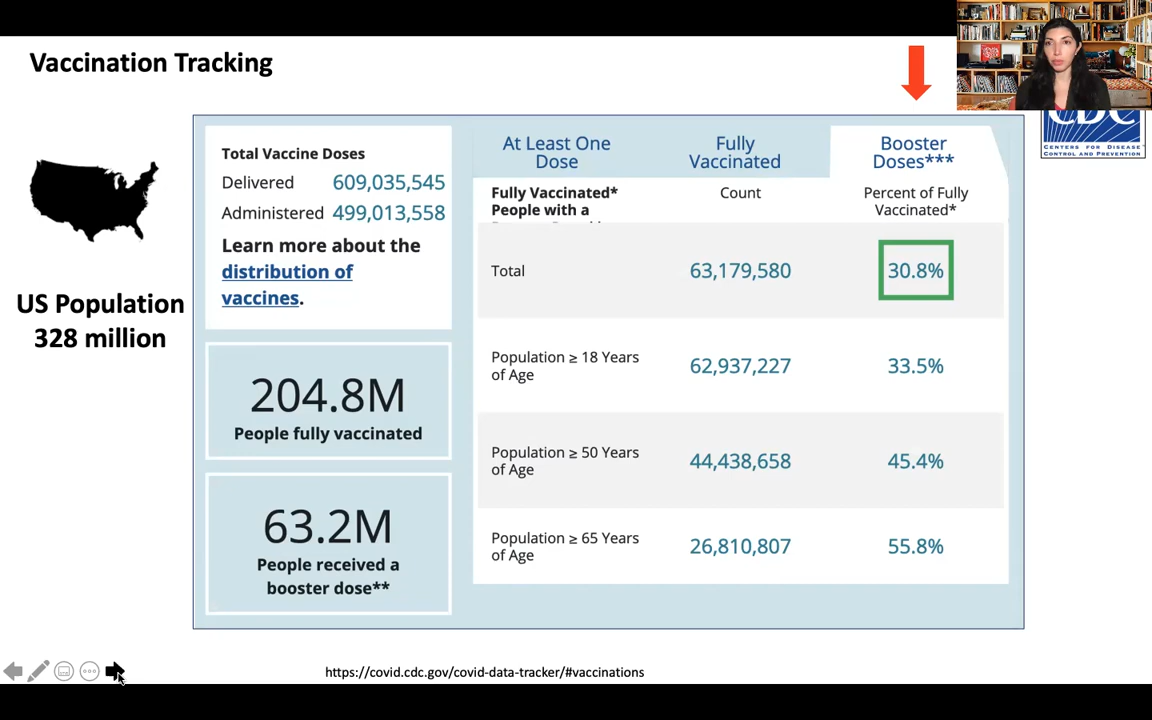 Vaccination Tracking
US Population
328 million
Total Vaccine Doses
Delivered 609,035,545
Administered 499,013,558
Learn more about the
distribution of
vaccines.
204.8M
People fully vaccinated
63.2M
People received a
booster dose**
At Least One
Dose
Fully
Vaccinated
Booster
Doses***
Fully Vaccinated*
People with a
Count
Percent of Fully
Vaccinated*
Total 63,179,580 30.8%
Population ≥ 18 Years
of Age
62,937,227 33.5%
Population ≥ 50 Years
of Age
44,438,658 45.4%
Population ≥ 65 Years
of Age
26,810,807 55.8%
CDC
CENTERS FOR DISEASE
CONTROL AND PREVENTION
https://covid.cdc.gov/covid-data-tracker/#vaccinations